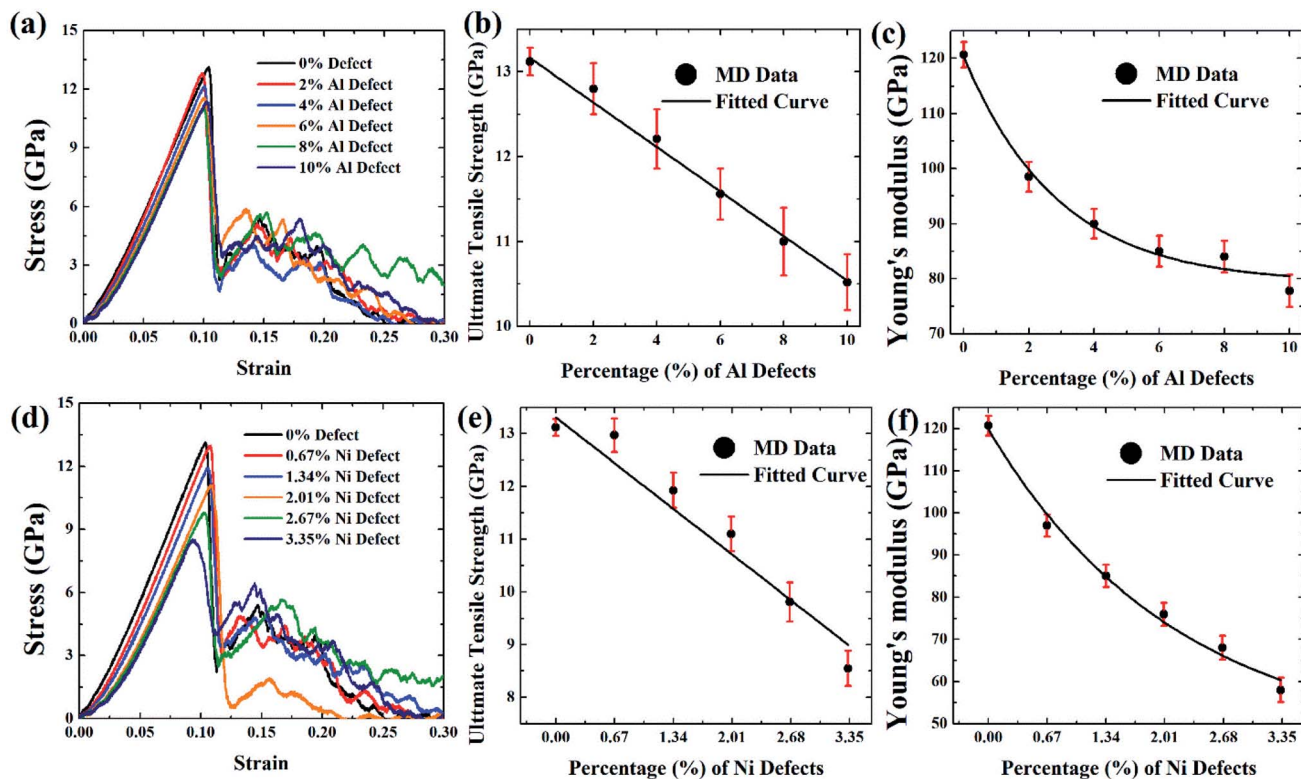 (a)
15
12
9
6
3
0
Stress (GPa)
0% Defect
2% Al Defect
4% Al Defect
6% Al Defect
8% Al Defect
10% Al Defect
0.00 0.05 0.10 0.15 0.20 0.25 0.30
Strain
(b)
13
12
11
10
Ulttmate Tensile Strength (GPa)
MD Data
Fitted Curve
0 2 4 6 8 10
Percentage (%) of Al Defects
(c)
120
110
100
90
80
70
Young's modulus (GPa)
MD Data
Fitted Curve
0 2 4 6 8 10
Percentage (%) of Al Defects
(d)
15
12
9
6
3
0
Stress (GPa)
0% Defect
0.67% Ni Defect
1.34% Ni Defect
2.01% Ni Defect
2.67% Ni Defect
3.35% Ni Defect
0.00 0.05 0.10 0.15 0.20 0.25 0.30
Strain
(e)
13
12
11
10
9
8
Ulttmate Tensile Strength (GPa)
MD Data
Fitted Curve
0.00 0.67 1.34 2.01 2.68 3.35
Percentage (%) of Ni Defects
(f)
120
110
100
90
80
70
60
50
Young's modulus (GPa)
MD Data
Fitted Curve
0.00 0.67 1.34 2.01 2.68 3.35
Percentage (%) of Ni Defects